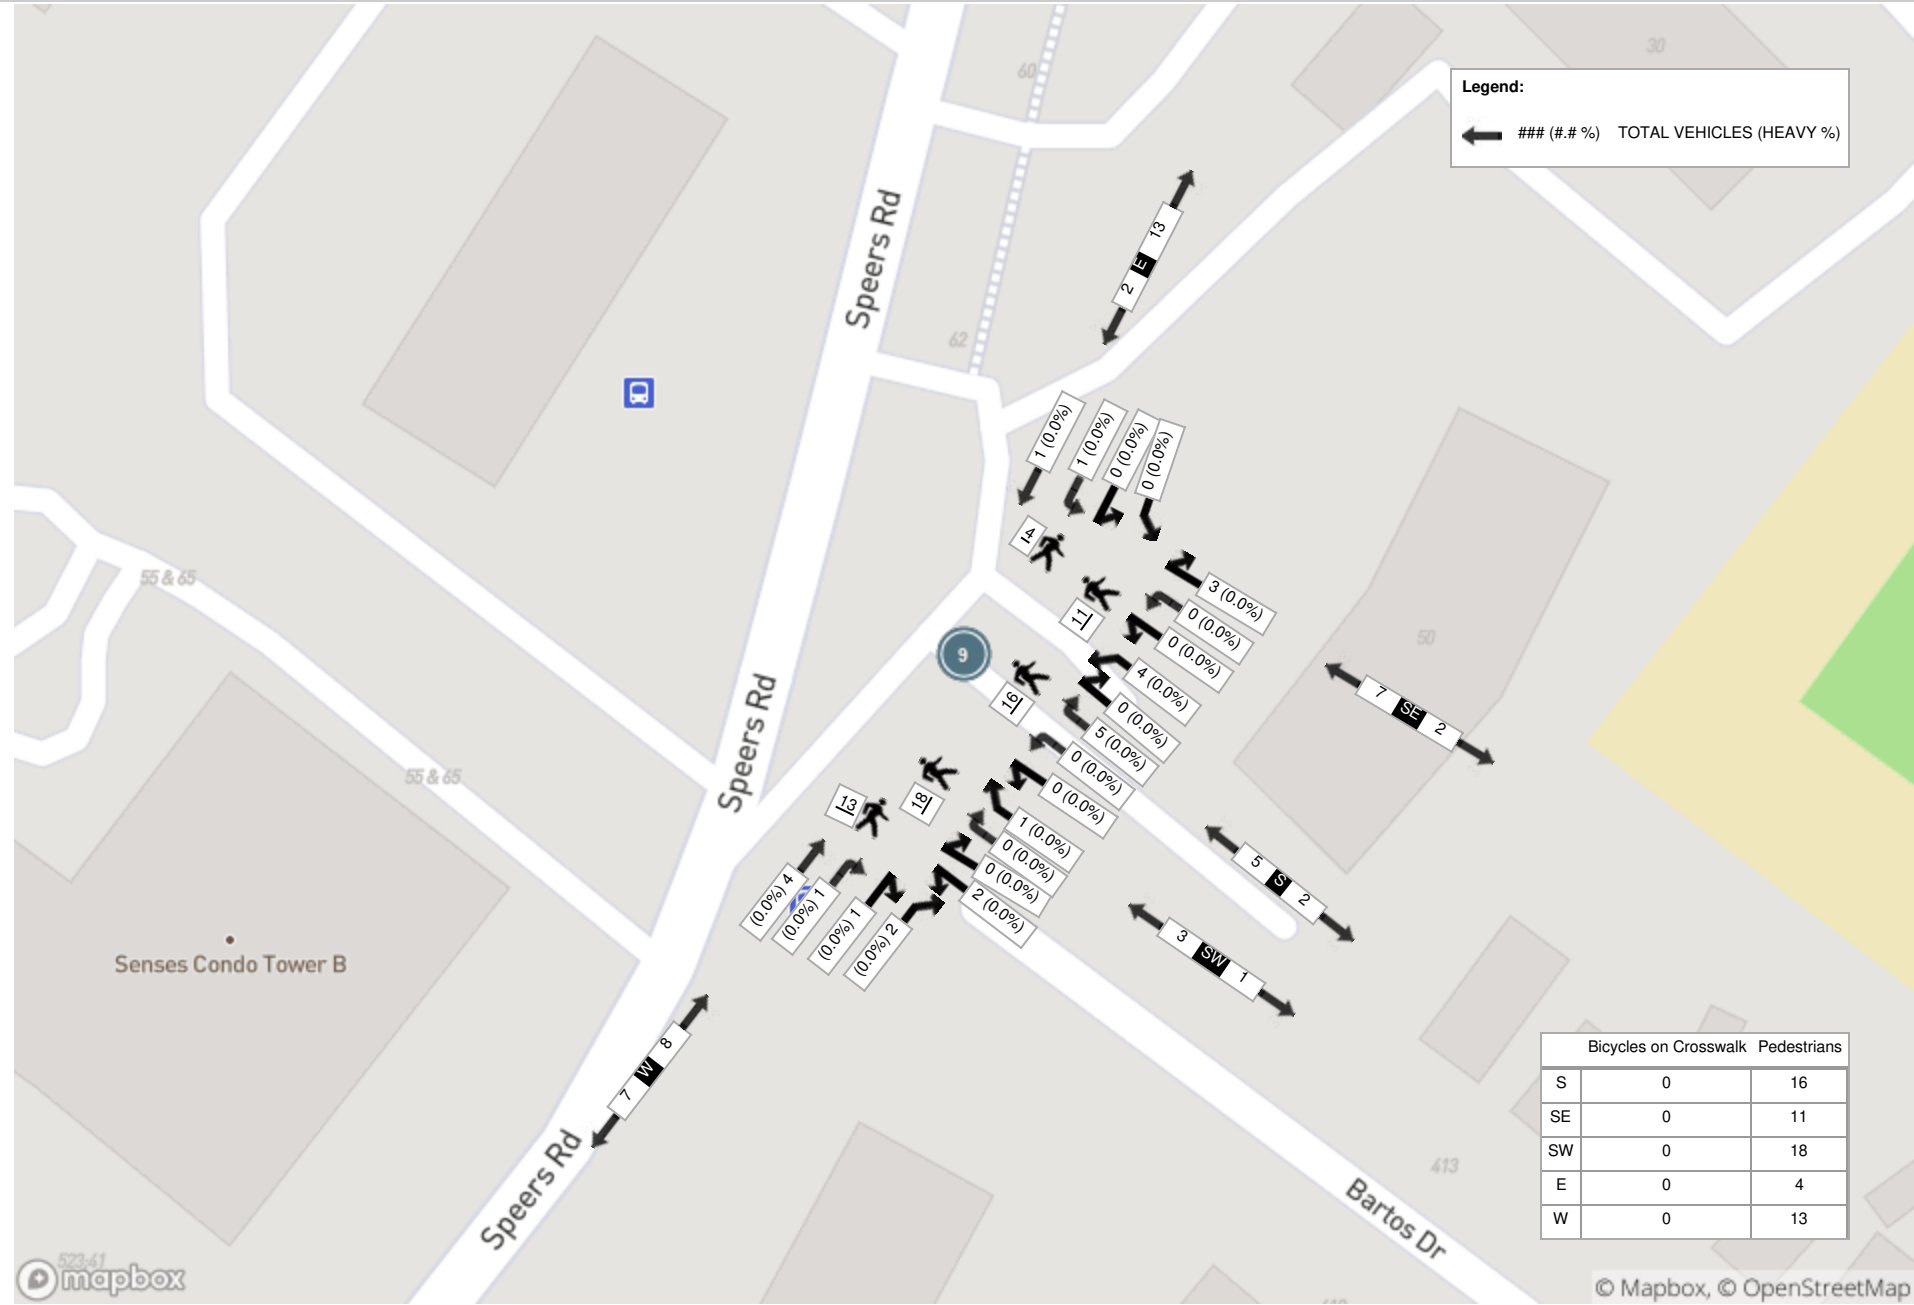 30
60
Legend:
### (#.# %) TOTAL VEHICLES (HEAVY %)
Speers Rd
13
E
2
62
1 (0.0%)
1 (0.0%)
0 (0.0%)
0 (0.0%)
4
55 & 65
3 (0.0%)
0 (0.0%)
0 (0.0%)
4 (0.0%)
0 (0.0%)
5 (0.0%)
0 (0.0%)
0 (0.0%)
1 (0.0%)
0 (0.0%)
0 (0.0%)
2 (0.0%)
11
50
9
16
7 SE 2
Speers Rd
55 & 65
13
18
(0.0%) 4
(0.0%) 1
(0.0%) 1
(0.0%) 2
5 S 2
3 SW 1
Senses Condo Tower B
7 W 8
Bicycles on Crosswalk Pedestrians
S 0 16
SE 0 11
SW 0 18
E 0 4
W 0 13
Speers Rd
413
Bartos Dr
523:41
mapbox
© Mapbox, © OpenStreetMap